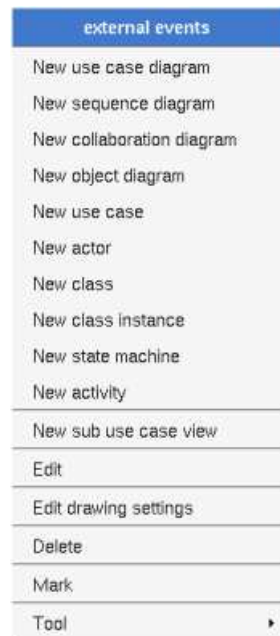 external events
New use case diagram
New sequence diagram
New collaboration diagram
New object diagram
New use case
New actor
New class
New class instance
New state machine
New activity
New sub use case view
Edit
Edit drawing settings
Delete
Mark
Tool